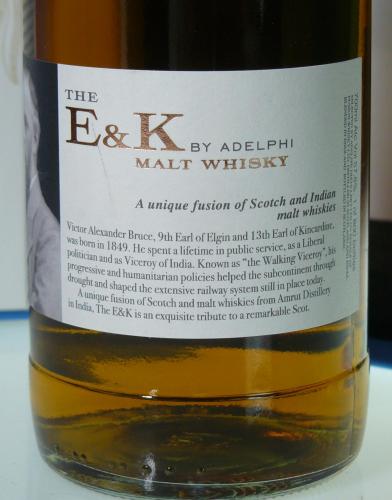 THE
E&K BY ADELPHI
MALT WHISKY
A unique fusion of Scotch and Indian
malt whiskies
Victor Alexander Bruce, 9th Earl of Elgin and 13th Earl of Kincardine,
was born in 1849. He spent a lifetime in public service, as a Liberal
politician and as Viceroy of India. Known as "the Walking Viceroy", his
progressive and humanitarian policies helped the subcontinent through
drought and shaped the extensive railway system still in place today.
A unique fusion of Scotch and malt whiskies from Amrut Distillery
in India, The E&K is an exquisite tribute to a remarkable Scot.